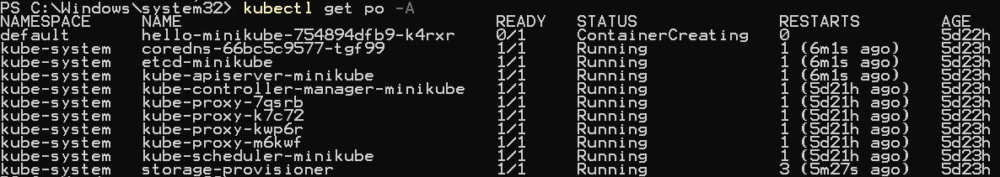 PS C:\Windows\system32> kubectl get po -A
NAMESPACE NAME READY STATUS RESTARTS AGE
default hello-minikube-754894dfb9-k4rxr 0/1 ContainerCreating 0 5d22h
kube-system coredns-66bc5c9577-tgf99 1/1 Running 1 (6m1s ago) 5d23h
kube-system etcd-minikube 1/1 Running 1 (6m1s ago) 5d23h
kube-system kube-apiserver-minikube 1/1 Running 1 (6m1s ago) 5d23h
kube-system kube-controller-manager-minikube 1/1 Running 1 (5d21h ago) 5d23h
kube-system kube-proxy-7gsrb 1/1 Running 1 (5d21h ago) 5d23h
kube-system kube-proxy-k7c72 1/1 Running 1 (5d21h ago) 5d22h
kube-system kube-proxy-kwp6r 1/1 Running 1 (5d21h ago) 5d23h
kube-system kube-proxy-m6kwf 1/1 Running 1 (5d21h ago) 5d23h
kube-system kube-scheduler-minikube 1/1 Running 1 (5d21h ago) 5d23h
kube-system storage-provisioner 1/1 Running 3 (5m27s ago) 5d23h